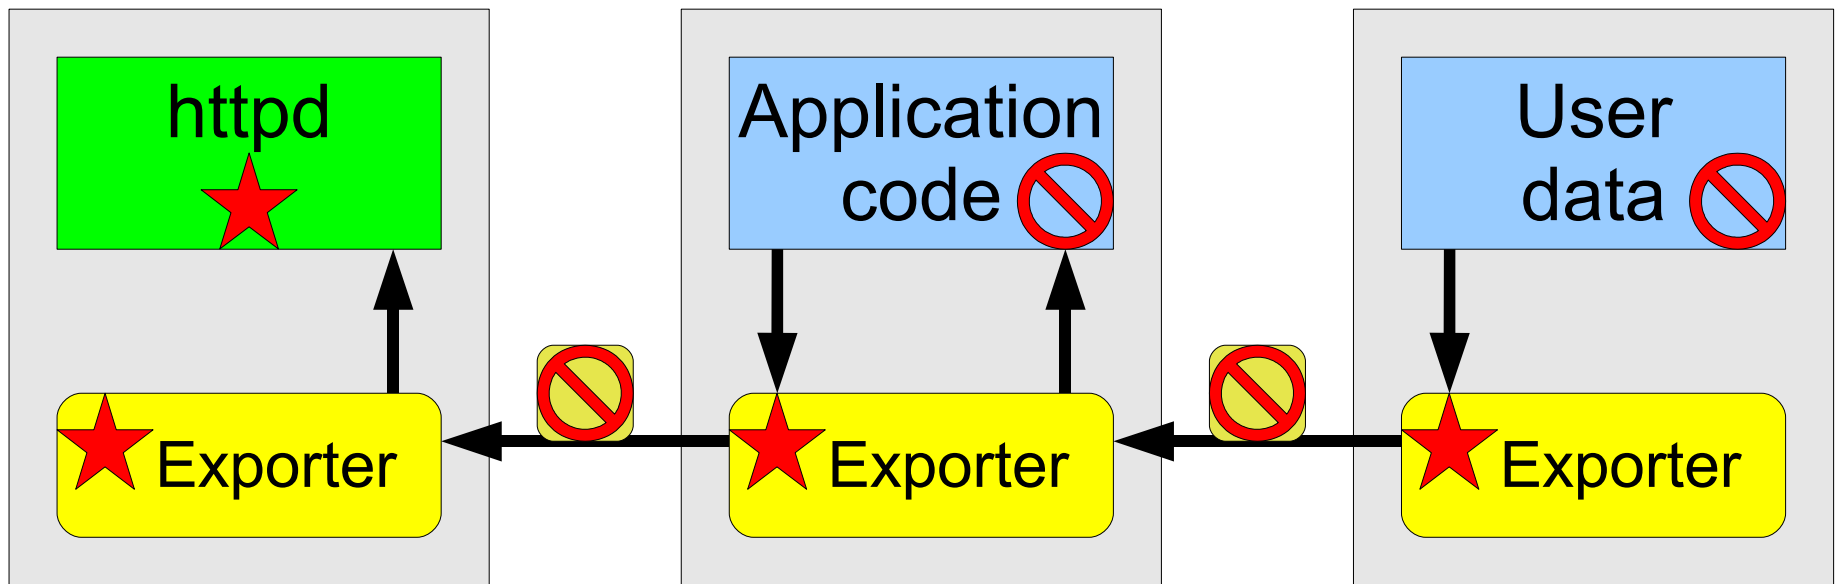 httpd
Application
code
User
data
Exporter
Exporter
Exporter